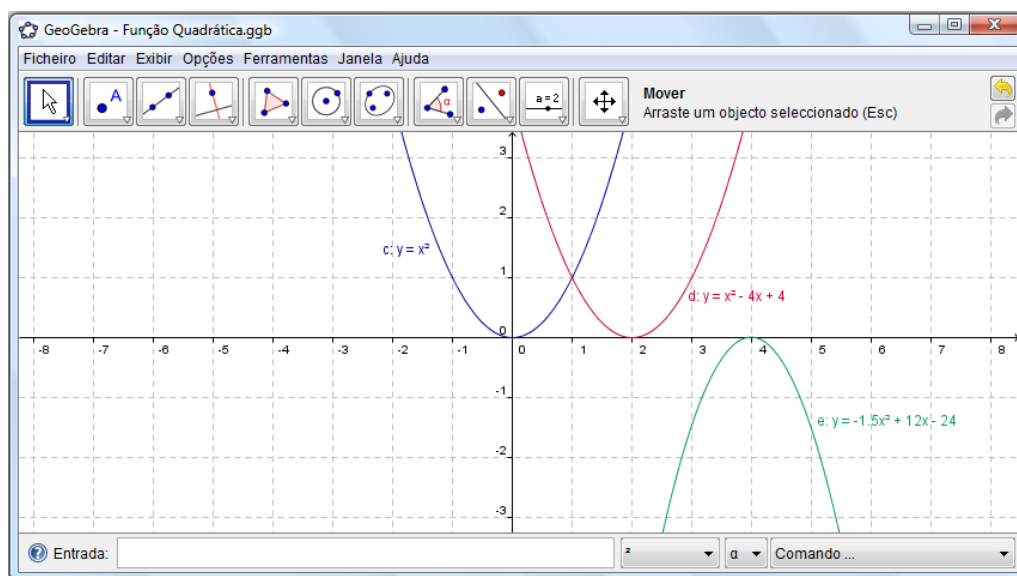 GeoGebra - Função Quadrática.ggb
Ficheiro Editar Exibir Opções Ferramentas Janela Ajuda
A
α
a = 2
Mover
Arraste um objecto seleccionado (Esc)
3
2
c: y = x²
1
d: y = x² - 4x + 4
0
-8 -7 -6 -5 -4 -3 -2 -1 0 1 2 3 4 5 6 7 8
-1
e: y = -1.5x² + 12x - 24
-2
-3
Entrada: ² α Comando ...